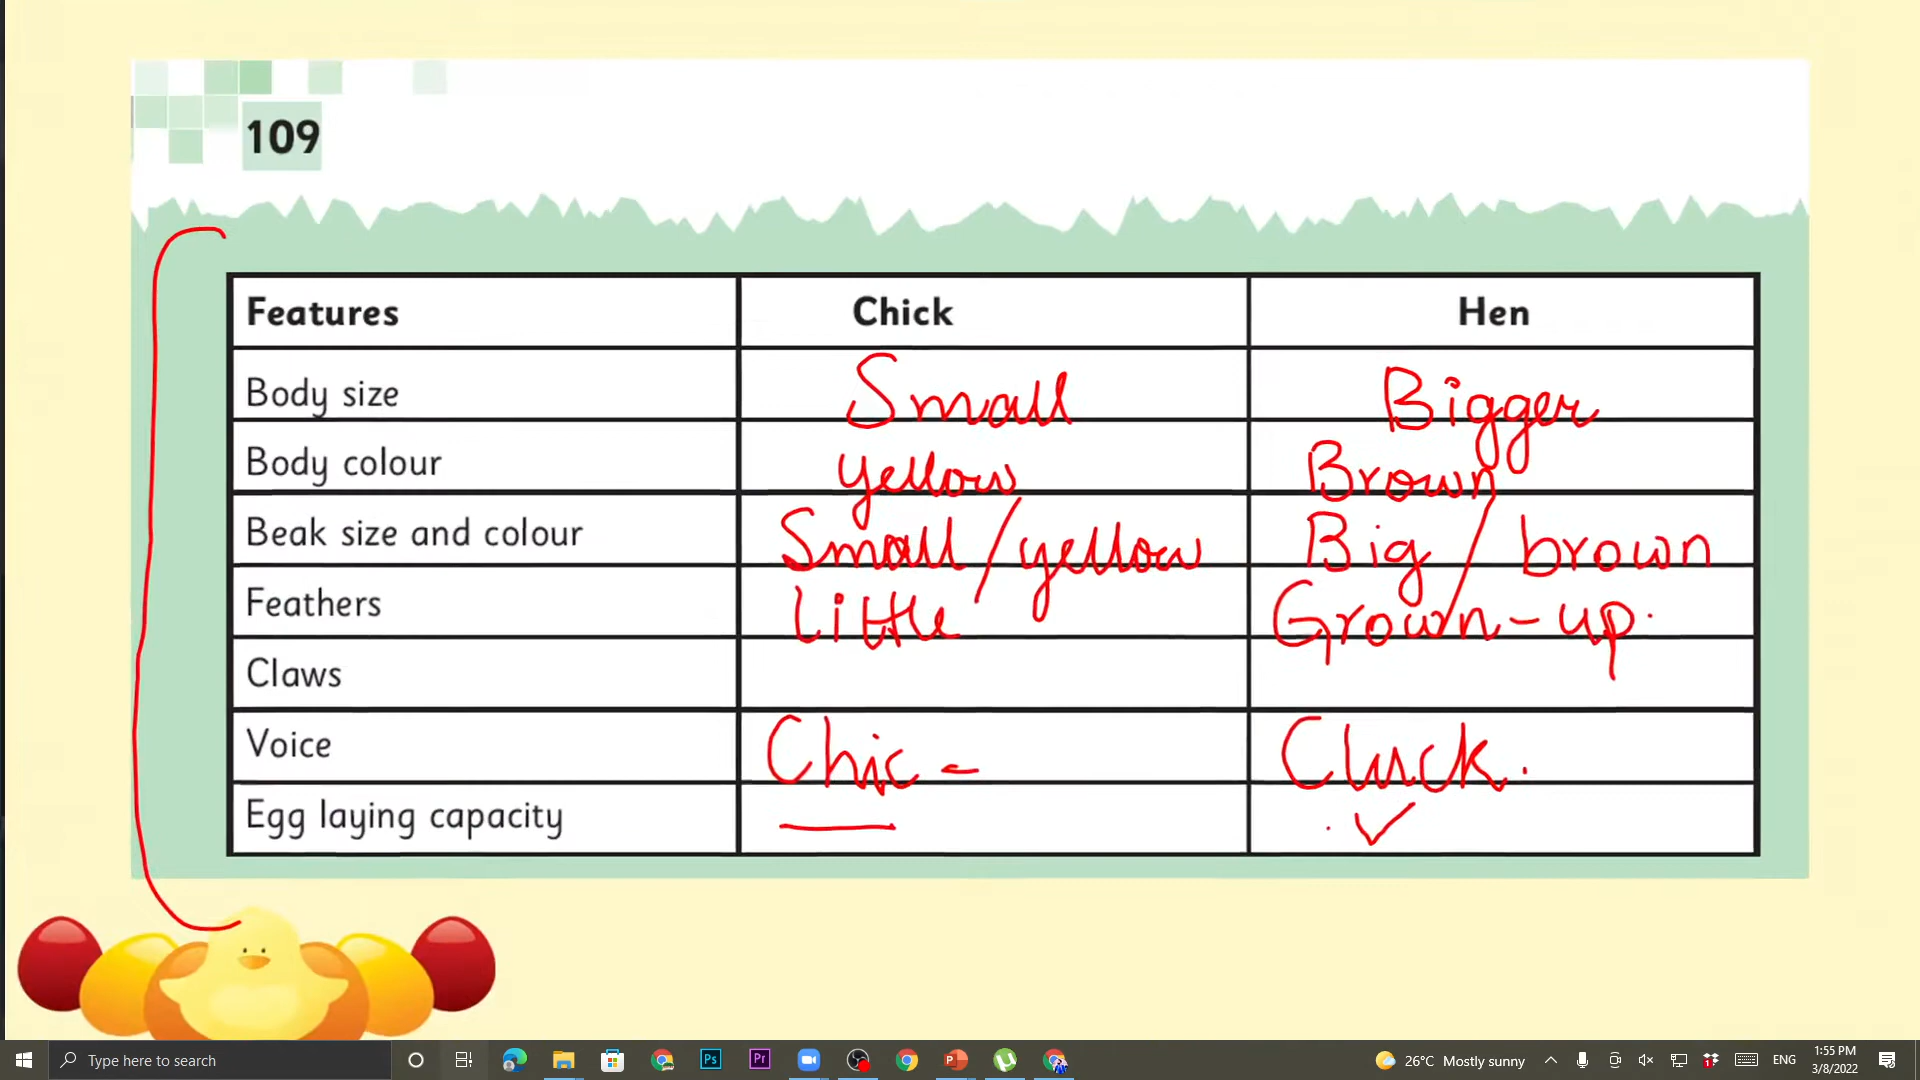 109
Features Chick Hen
Body size Small Bigger
Body colour yellow Brown
Beak size and colour Small/yellow Big/brown
Feathers Little Grown-up.
Claws
Voice Chic - Cluck.
Egg laying capacity — ✓
Type here to search Ps Pr 26°C Mostly sunny ENG 1:55 PM
3/8/2022